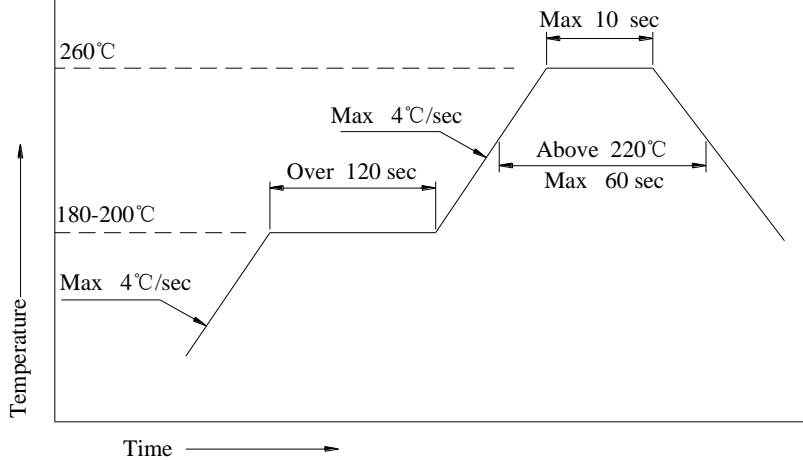 Max 10 sec
260℃
Max 4℃/sec
Above 220℃
Max 60 sec
Over 120 sec
180-200℃
Max 4℃/sec
Temperature
Time